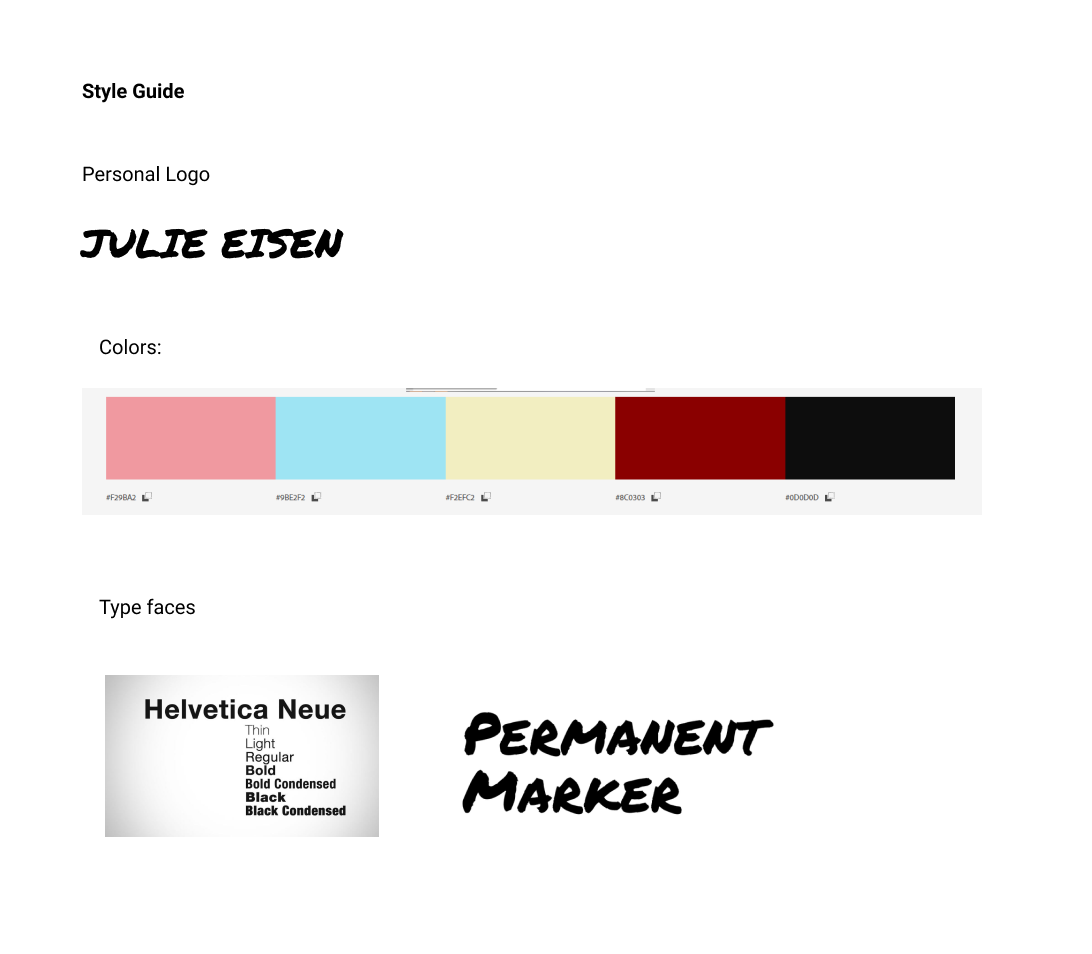 Style Guide
Personal Logo
JULIE EISEN
Colors:
#F29BA2 #9BE2F2 #F2EFC2 #8C0303 #0D0D0D
Type faces
Helvetica Neue
Thin
Light
Regular
Bold
Bold Condensed
Black
Black Condensed
PERMANENT
MARKER